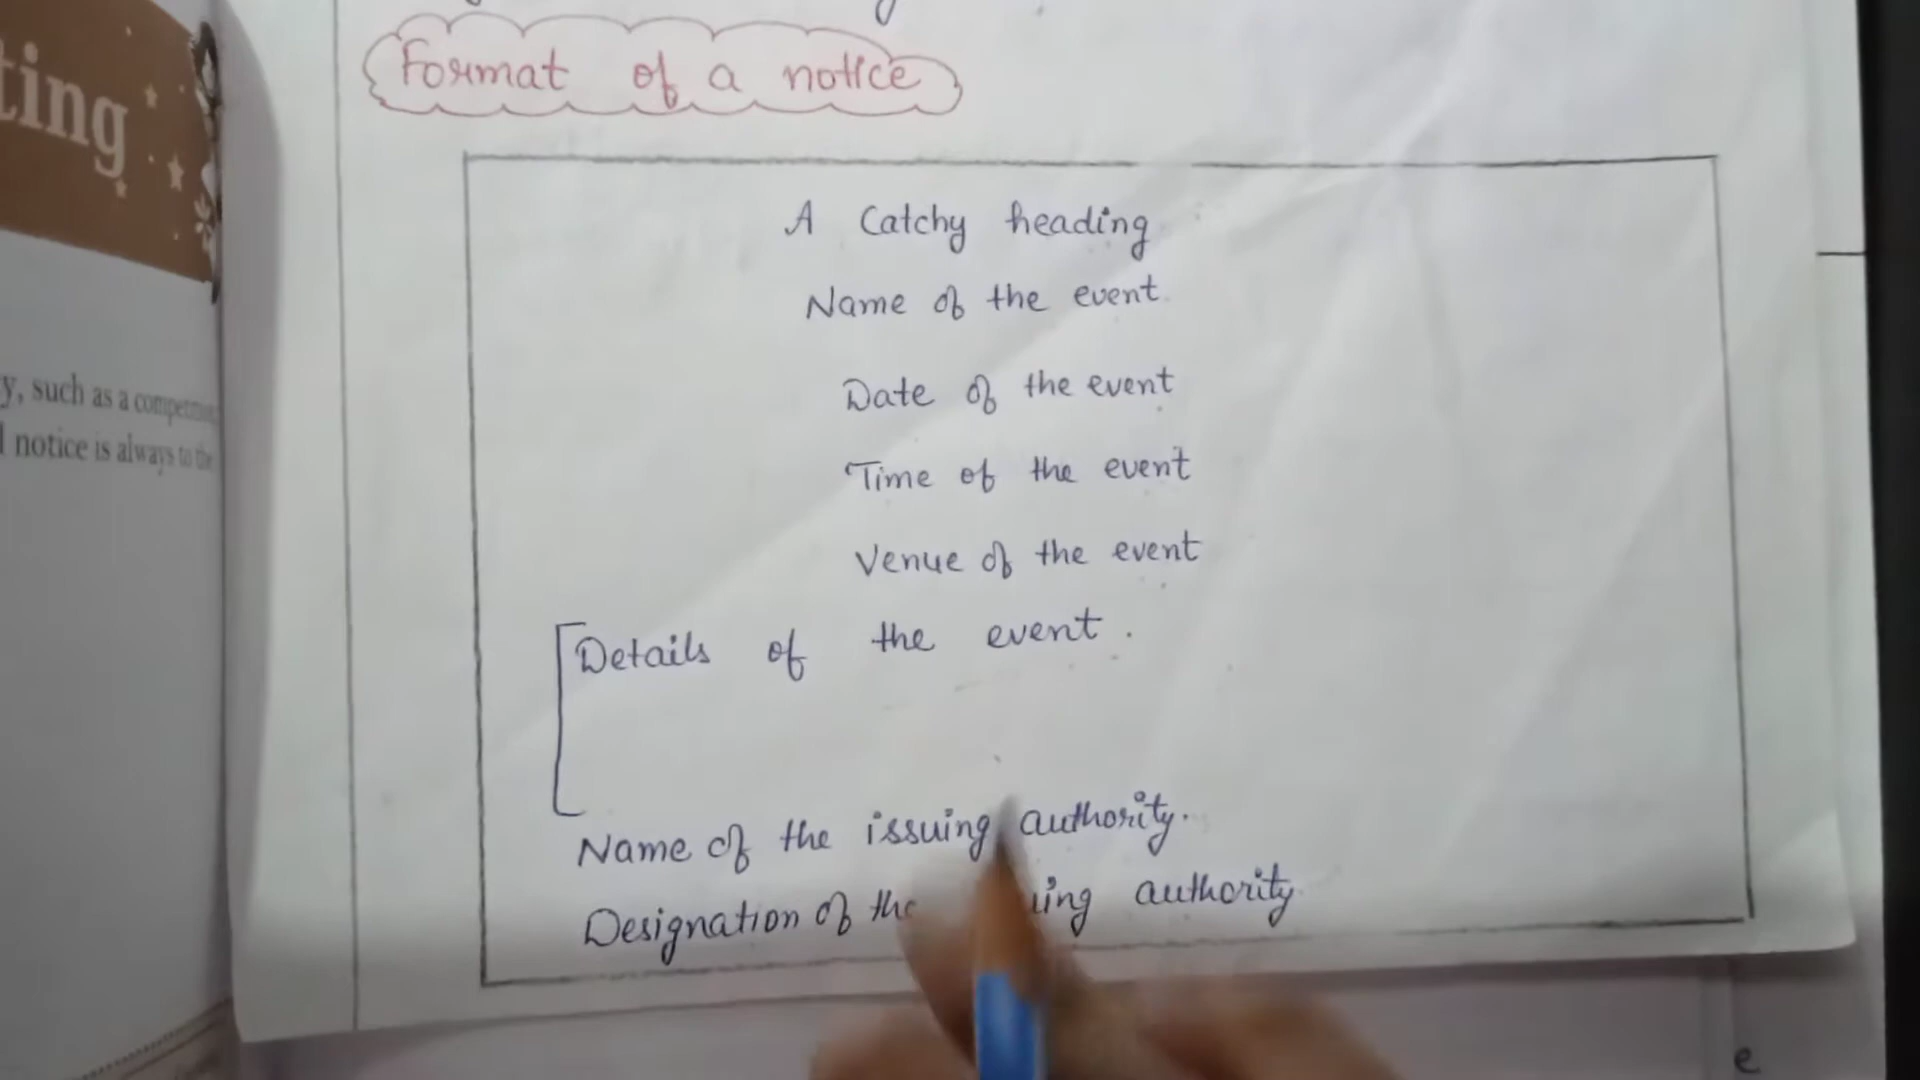 ting
y, such as a
notice is always to the
Format of a notice
A Catchy heading
Name of the event
Date of the event
Time of the event
Venue of the event
Details of the event.
Name of the issuing authority.
Designation of the uing authority
e